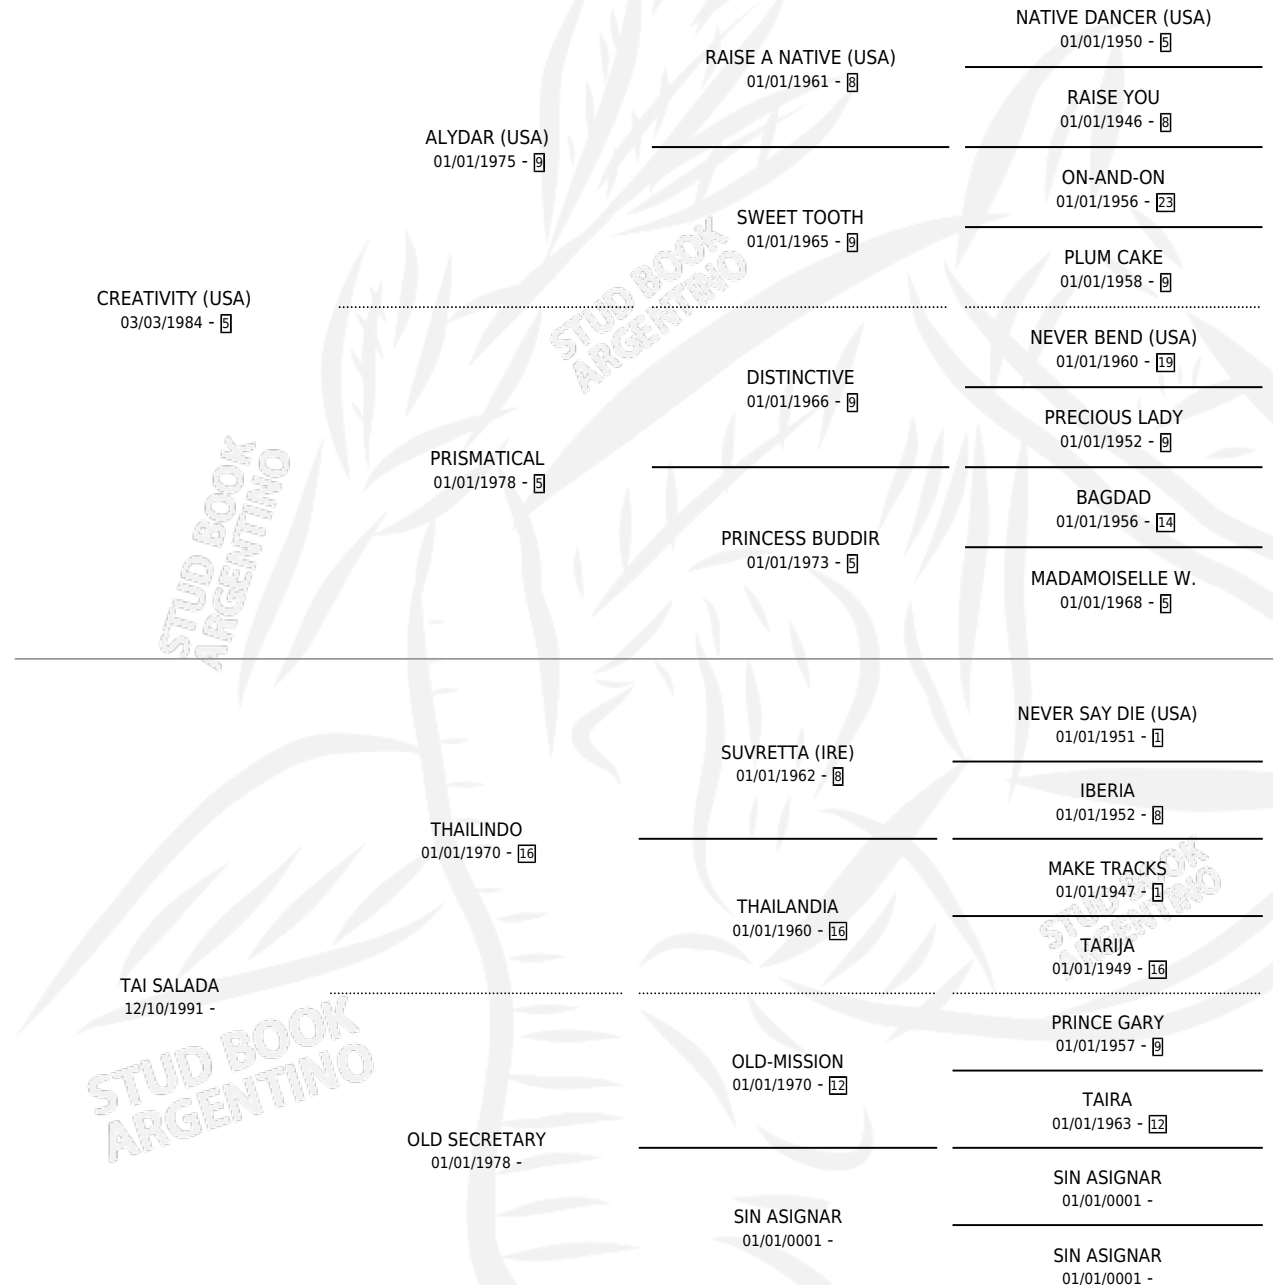 NATIVE DANCER (USA)
01/01/1950 - 5
RAISE A NATIVE (USA)
01/01/1961 - 8
RAISE YOU
01/01/1946 - 8
ALYDAR (USA)
01/01/1975 - 9
ON-AND-ON
01/01/1956 - 23
SWEET TOOTH
01/01/1965 - 9
PLUM CAKE
01/01/1958 - 9
CREATIVITY (USA)
03/03/1984 - 5
NEVER BEND (USA)
01/01/1960 - 19
DISTINCTIVE
01/01/1966 - 9
PRECIOUS LADY
01/01/1952 - 9
PRISMATICAL
01/01/1978 - 5
BAGDAD
01/01/1956 - 14
PRINCESS BUDDIR
01/01/1973 - 5
MADAMOISELLE W.
01/01/1968 - 5
NEVER SAY DIE (USA)
01/01/1951 - 1
SUVRETTA (IRE)
01/01/1962 - 8
IBERIA
01/01/1952 - 8
THAILINDO
01/01/1970 - 16
MAKE TRACKS
01/01/1947 - 1
THAILANDIA
01/01/1960 - 16
TARIJA
01/01/1949 - 16
TAI SALADA
12/10/1991 -
PRINCE GARY
01/01/1957 - 9
OLD-MISSION
01/01/1970 - 12
TAIRA
01/01/1963 - 12
OLD SECRETARY
01/01/1978 -
SIN ASIGNAR
01/01/0001 -
SIN ASIGNAR
01/01/0001 -
SIN ASIGNAR
01/01/0001 -
STUD BOOK
ARGENTINO
STUD BOOK
ARGENTINO
STUD BOOK
ARGENTINO
STUD BOOK
ARGENTINO